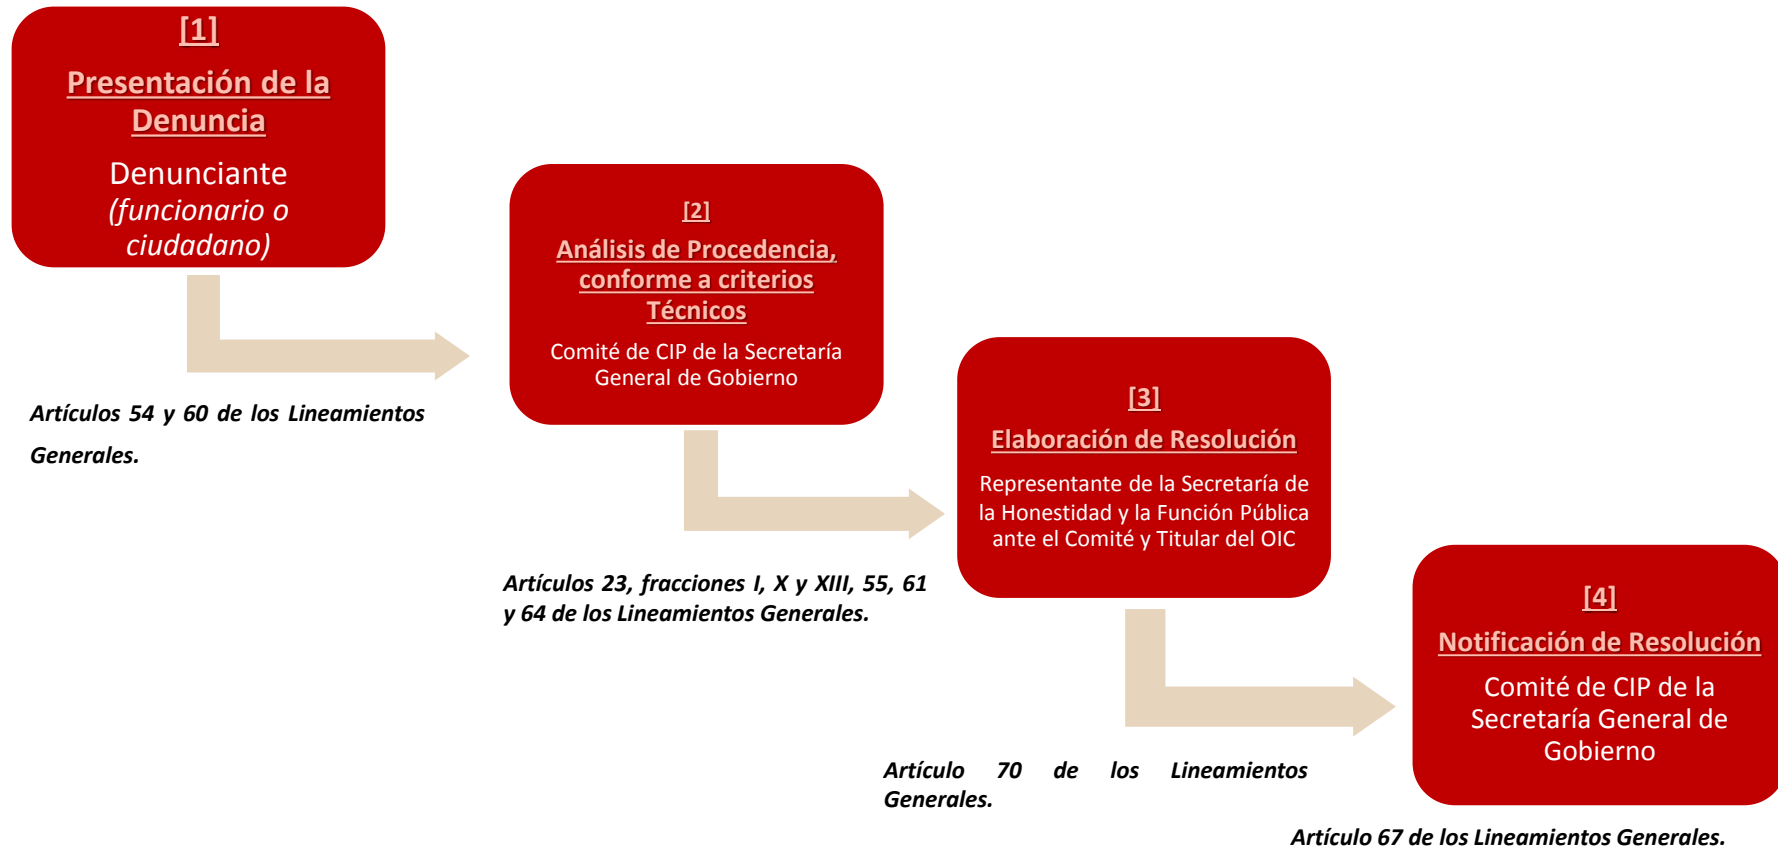 [1]
Presentación de la
Denuncia
Denunciante
(funcionario o
ciudadano)
Artículos 54 y 60 de los Lineamientos
Generales.
[2]
Análisis de Procedencia,
conforme a criterios
Técnicos
Comité de CIP de la Secretaría
General de Gobierno
Artículos 23, fracciones I, X y XIII, 55, 61
y 64 de los Lineamientos Generales.
[3]
Elaboración de Resolución
Representante de la Secretaría de
la Honestidad y la Función Pública
ante el Comité y Titular del OIC
Artículo 70 de los Lineamientos
Generales.
[4]
Notificación de Resolución
Comité de CIP de la
Secretaría General de
Gobierno
Artículo 67 de los Lineamientos Generales.